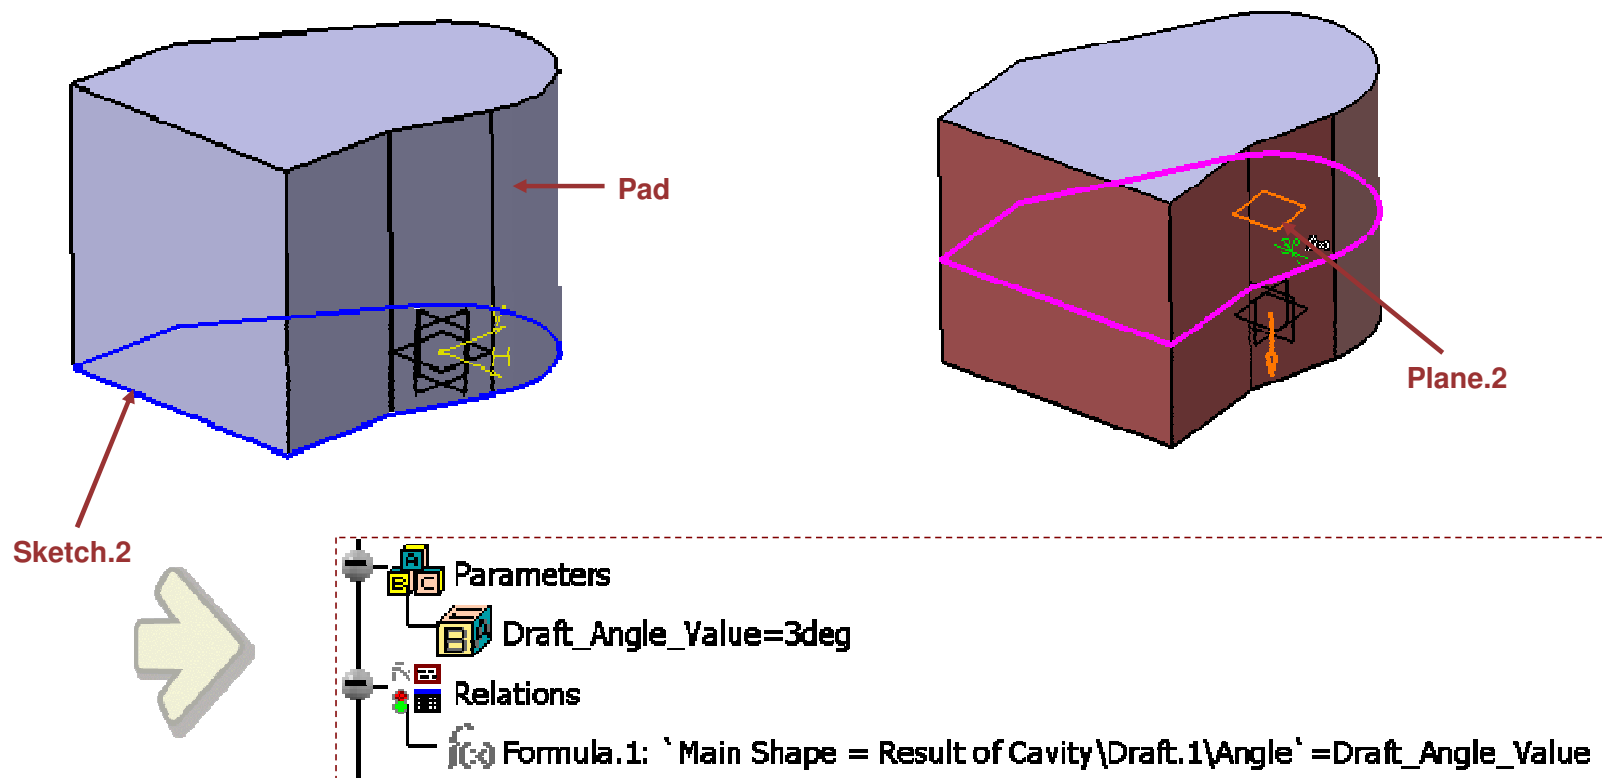 Pad
Plane.2
Sketch.2
Parameters
Draft_Angle_Value=3deg
Relations
Formula.1: `Main Shape = Result of Cavity\Draft.1\Angle`=Draft_Angle_Value